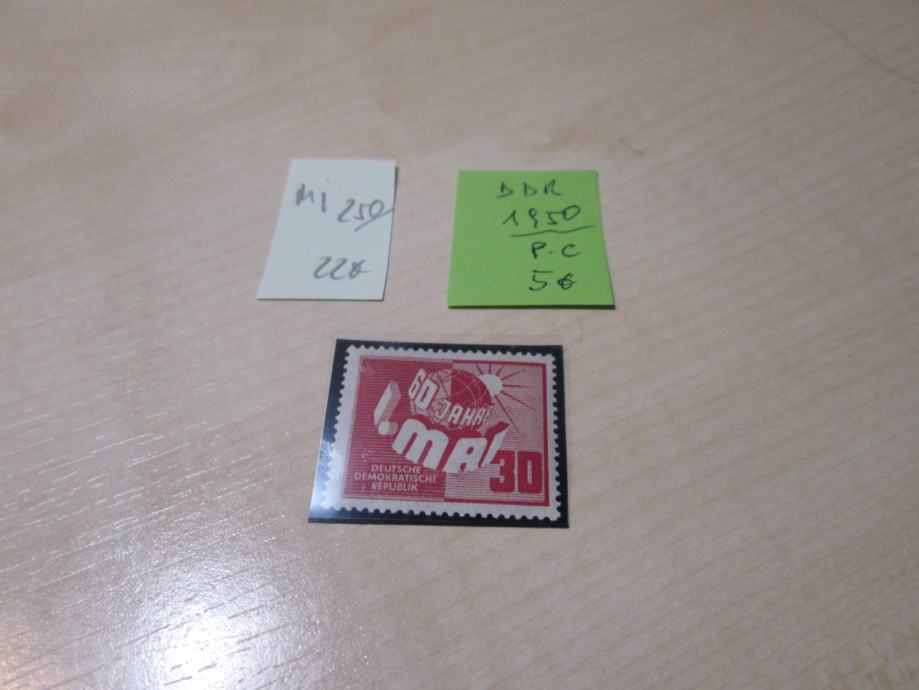 Mi 250
22€
DDR
1950
P.C
5€
60 JAHRE
1. MAI
DEUTSCHE
DEMOKRATISCHE
REPUBLIK
30